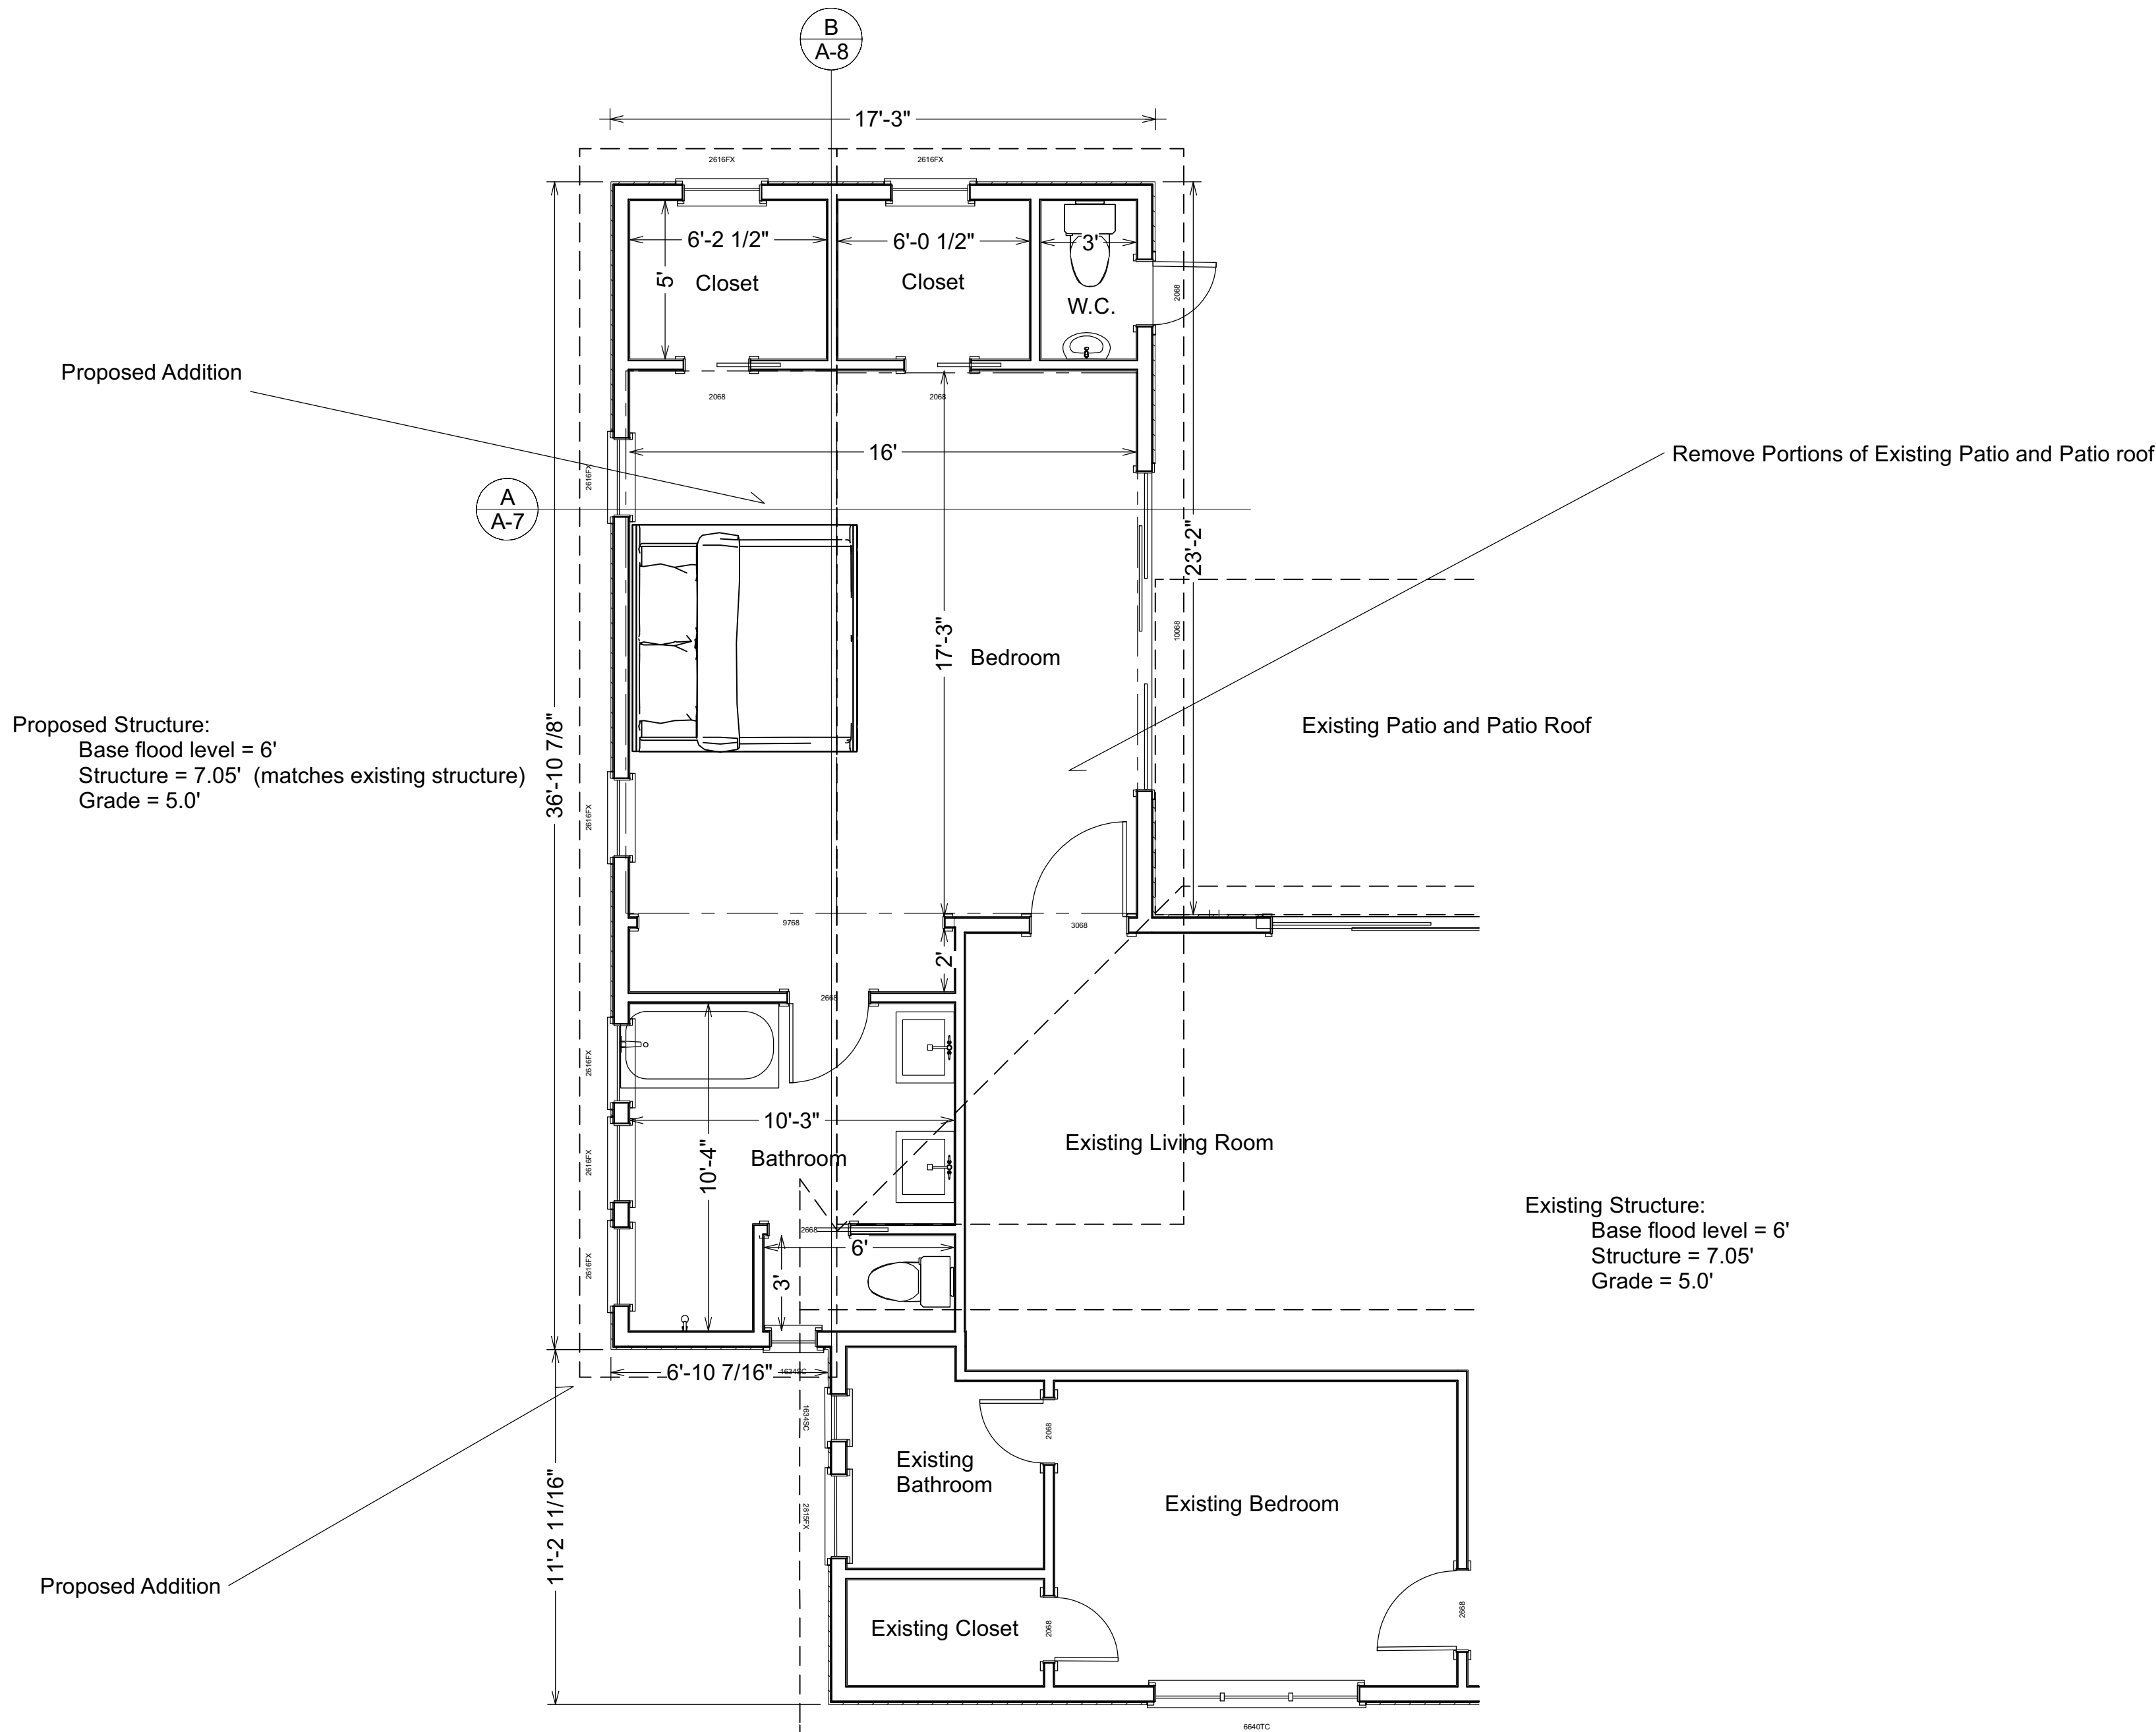 B
A-8
17'-3"
2616FX
2616FX
6'-2 1/2"
6'-0 1/2"
3'
5'
Closet
Closet
W.C.
2068
Proposed Addition
2068
2068
16'
Remove Portions of Existing Patio and Patio roof
2616FX
A
A-7
23'-2"
10068
17'-3"
Bedroom
Proposed Structure:
Base flood level = 6'
Structure = 7.05'  (matches existing structure)
Grade = 5.0'
36'-10 7/8"
Existing Patio and Patio Roof
2616FX
9768
3068
2'
2668
2616FX
10'-3"
10'-4"
Bathroom
Existing Living Room
2616FX
Existing Structure:
Base flood level = 6'
Structure = 7.05'
Grade = 5.0'
2668
6'
3'
2616FX
6'-10 7/16"
1634SC
1634SC
2068
Existing
Bathroom
Existing Bedroom
2815FX
11'-2 11/16"
Proposed Addition
Existing Closet
2068
2668
6640TC